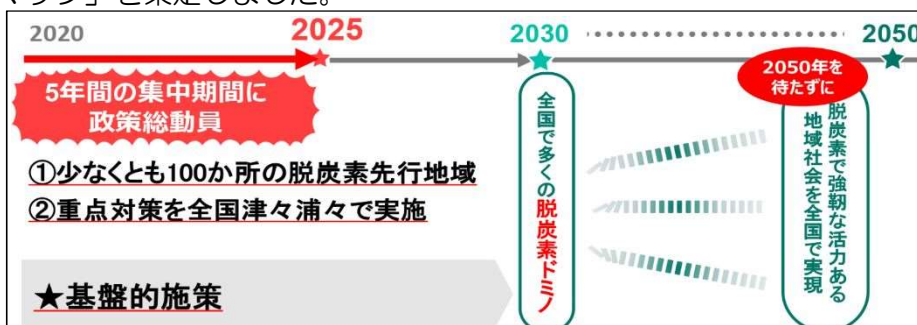 ップ」を策定しました。
2020 2025 2030 2050
5年間の集中期間に
政策総動員
①少なくとも100か所の脱炭素先行地域
②重点対策を全国津々浦々で実施
★基盤的施策
全国で多くの脱炭素ドミノ
2050年を
待たずに
脱炭素で強靭な活力ある
地域社会を全国で実現